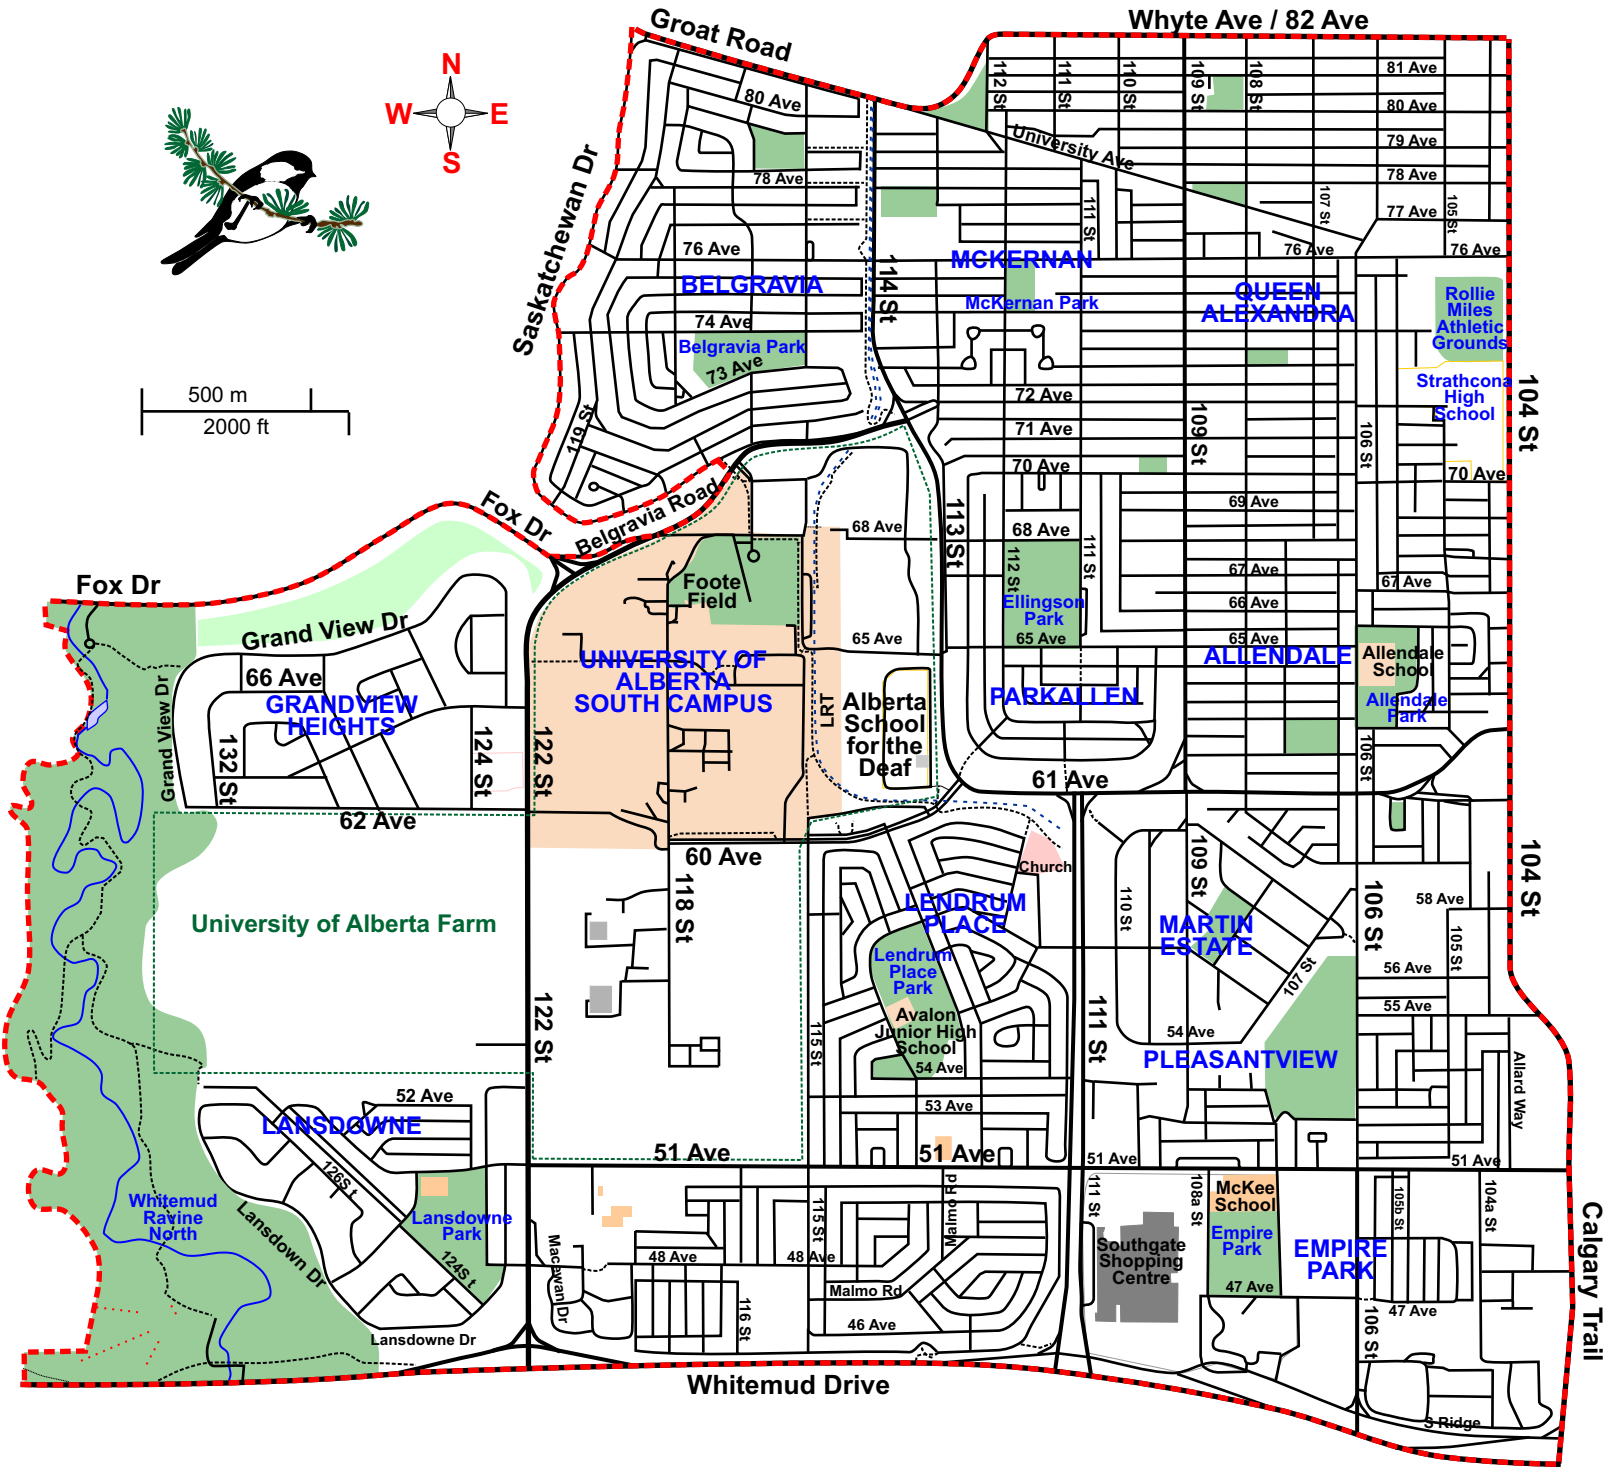 Groat Road
Whyte Ave / 82 Ave
N
W
E
S
80 Ave
112 St
111 St
110 St
109 St
108 St
81 Ave
80 Ave
University Ave
79 Ave
78 Ave
78 Ave
Saskatchewan Dr
111 St
107 St
77 Ave
105 St
76 Ave
MCKERNAN
76 Ave
76 Ave
BELGRAVIA
114 St
McKernan Park
QUEEN
ALEXANDRA
Rollie
Miles
Athletic
Grounds
74 Ave
Belgravia Park
73 Ave
500 m
2000 ft
72 Ave
Strathcona
High
School
104 St
119 St
71 Ave
109 St
106 St
70 Ave
70 Ave
Fox Dr
Belgravia Road
113 St
69 Ave
68 Ave
68 Ave
112 St
111 St
67 Ave
67 Ave
Fox Dr
Foote
Field
Ellingson
Park
66 Ave
Grand View Dr
65 Ave
65 Ave
65 Ave
66 Ave
UNIVERSITY OF
ALBERTA
SOUTH CAMPUS
ALLENDALE
Allendale
School
Allendale
Park
GRANDVIEW
HEIGHTS
Grand View Dr
132 St
124 St
122 St
LRT
Alberta
School
for the
Deaf
PARKALLEN
106 St
61 Ave
62 Ave
60 Ave
118 St
Church
109 St
104 St
110 St
106 St
58 Ave
LENDRUM
PLACE
MARTIN
ESTATE
105 St
University of Alberta Farm
Lendrum
Place
Park
107 St
56 Ave
55 Ave
122 St
115 St
Avalon
Junior High
School
111 St
54 Ave
54 Ave
PLEASANTVIEW
Allard Way
52 Ave
53 Ave
LANSDOWNE
51 Ave
51 Ave
51 Ave
51 Ave
126S t
Whitemud
Ravine
North
Lansdown Dr
Lansdowne
Park
124S t
115 St
Malmo Rd
111 St
108a St
McKee
School
Empire
Park
105b St
104a St
Calgary Trail
Macewan Dr
48 Ave
48 Ave
Southgate
Shopping
Centre
EMPIRE
PARK
Malmo Rd
47 Ave
47 Ave
116 St
46 Ave
106 St
Lansdowne Dr
Whitemud Drive
S Ridge